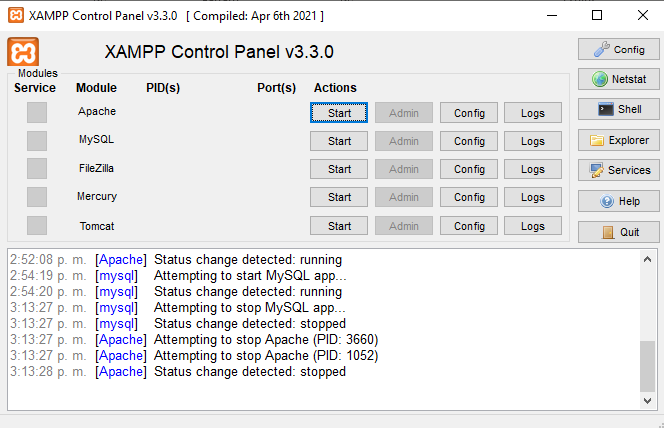 XAMPP Control Panel v3.3.0 [ Compiled: Apr 6th 2021 ]
XAMPP Control Panel v3.3.0
Config
Modules
Service Module PID(s) Port(s) Actions
Netstat
Apache Start Admin Config Logs
Shell
MySQL Start Admin Config Logs
Explorer
FileZilla Start Admin Config Logs
Services
Mercury Start Admin Config Logs
Help
Tomcat Start Admin Config Logs
Quit
2:52:08 p. m. [Apache] Status change detected: running
2:54:19 p. m. [mysql] Attempting to start MySQL app...
2:54:20 p. m. [mysql] Status change detected: running
3:13:27 p. m. [mysql] Attempting to stop MySQL app...
3:13:27 p. m. [mysql] Status change detected: stopped
3:13:27 p. m. [Apache] Attempting to stop Apache (PID: 3660)
3:13:27 p. m. [Apache] Attempting to stop Apache (PID: 1052)
3:13:28 p. m. [Apache] Status change detected: stopped